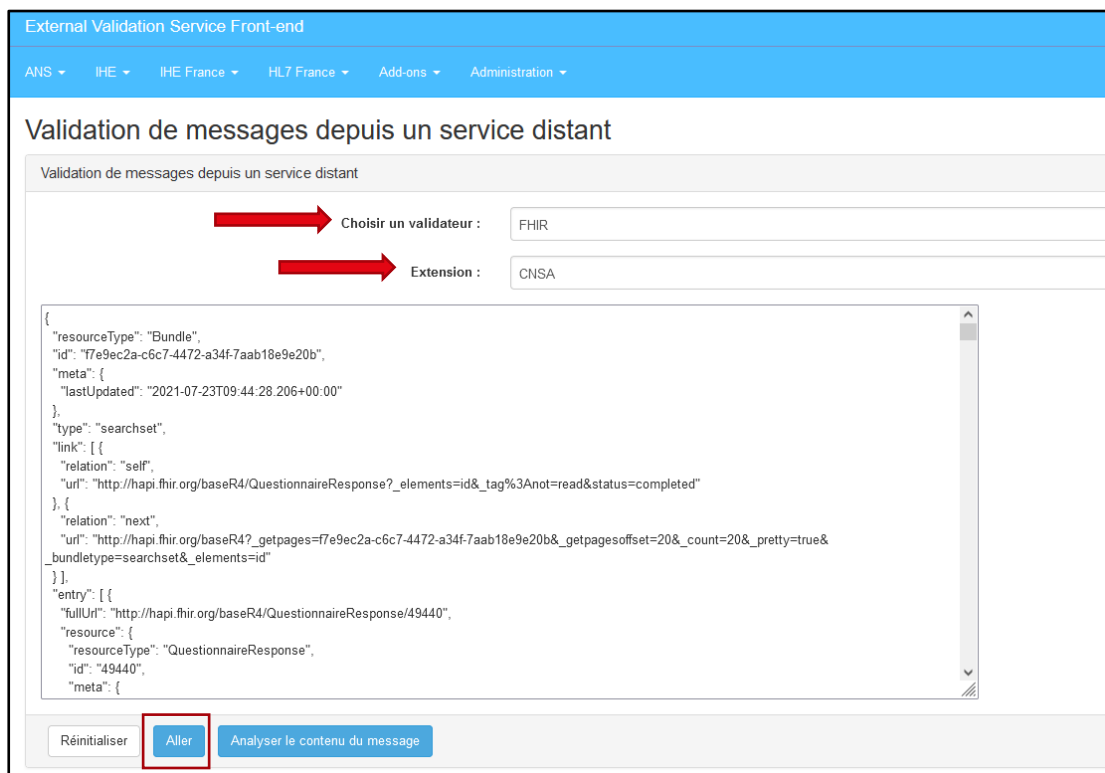 External Validation Service Front-end
ANS IHE IHE France HL7 France Add-ons Administration
Validation de messages depuis un service distant
Validation de messages depuis un service distant
Choisir un validateur : FHIR
Extension : CNSA
{
"resourceType": "Bundle",
"id": "f7e9ec2a-c6c7-4472-a34f-7aab18e9e20b",
"meta": {
"lastUpdated": "2021-07-23T09:44:28.206+00:00"
},
"type": "searchset",
"link": [ {
"relation": "self",
"url": "http://hapi.fhir.org/baseR4/QuestionnaireResponse?_elements=id&_tag%3Anot=read&status=completed"
}, {
"relation": "next",
"url": "http://hapi.fhir.org/baseR4?_getpages=f7e9ec2a-c6c7-4472-a34f-7aab18e9e20b&_getpagesoffset=20&_count=20&_pretty=true&
_bundletype=searchset&_elements=id"
} ],
"entry": [ {
"fullUrl": "http://hapi.fhir.org/baseR4/QuestionnaireResponse/49440",
"resource": {
"resourceType": "QuestionnaireResponse",
"id": "49440",
"meta": {
Réinitialiser Aller Analyser le contenu du message